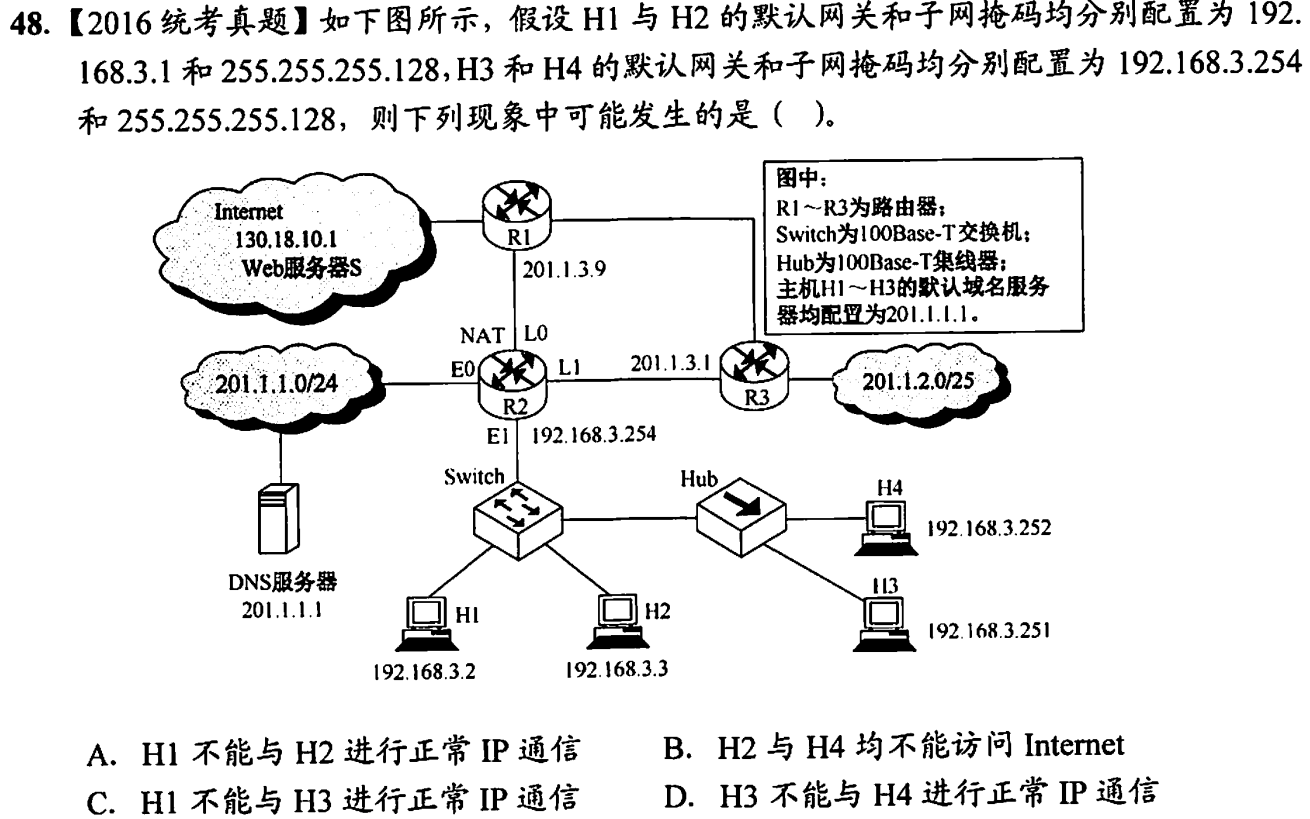 48.【2016 统考真题】如下图所示，假设 H1 与 H2 的默认网关和子网掩码均分别配置为 192.
168.3.1 和 255.255.255.128，H3 和 H4 的默认网关和子网掩码均分别配置为 192.168.3.254
和 255.255.255.128，则下列现象中可能发生的是（ ）。
图中：
R1～R3为路由器；
Switch为100Base-T交换机；
Hub为100Base-T集线器；
主机H1～H3的默认域名服务
器均配置为201.1.1.1。
Internet
130.18.10.1
Web服务器S
R1
201.1.3.9
NAT
L0
201.1.1.0/24
E0
R2
L1
201.1.3.1
R3
201.1.2.0/25
E1
192.168.3.254
Switch
Hub
H4
192.168.3.252
DNS服务器
201.1.1.1
H1
192.168.3.2
H2
192.168.3.3
H3
192.168.3.251
A. H1 不能与 H2 进行正常 IP 通信 B. H2 与 H4 均不能访问 Internet
C. H1 不能与 H3 进行正常 IP 通信 D. H3 不能与 H4 进行正常 IP 通信